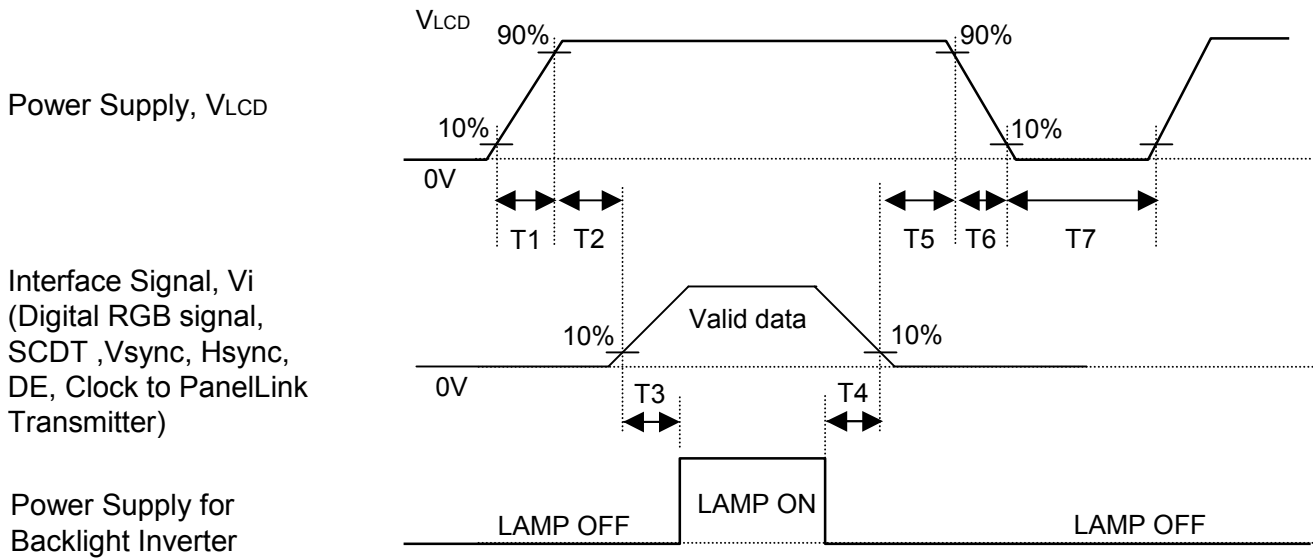 VLCD
90%
90%
Power Supply, VLCD
10%
10%
0V
T1
T2
T5
T6
T7
Interface Signal, Vi
(Digital RGB signal,
SCDT ,Vsync, Hsync,
DE, Clock to PanelLink
Transmitter)
Valid data
10%
10%
0V
T3
T4
Power Supply for
Backlight Inverter
LAMP OFF
LAMP ON
LAMP OFF